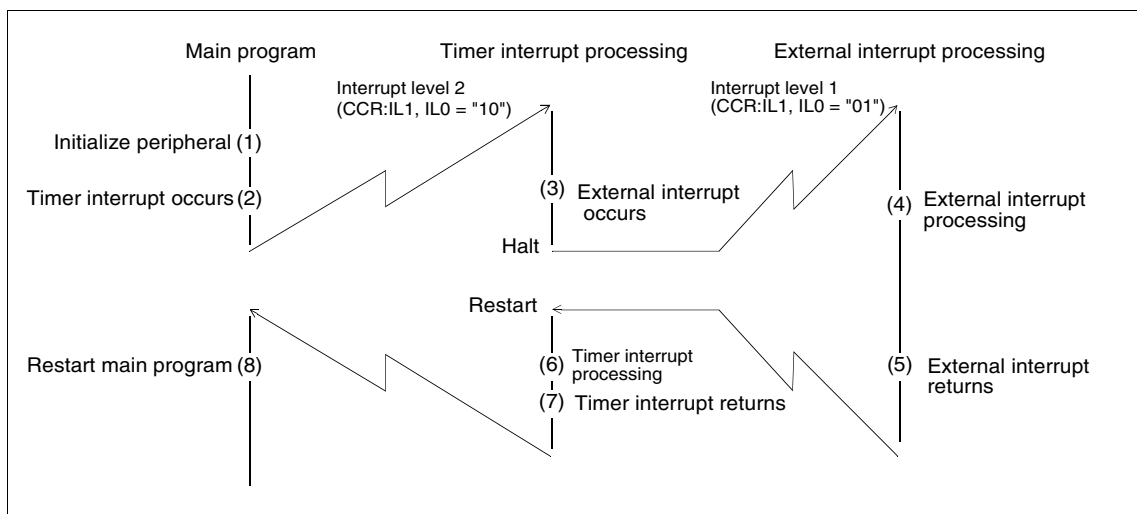 Main program
Timer interrupt processing
External interrupt processing
Interrupt level 2
(CCR:IL1, IL0 = "10")
Interrupt level 1
(CCR:IL1, IL0 = "01")
Initialize peripheral (1)
Timer interrupt occurs (2)
(3) External interrupt
occurs
(4) External interrupt
processing
Halt
Restart
Restart main program (8)
(6) Timer interrupt
processing
(7) Timer interrupt returns
(5) External interrupt
returns